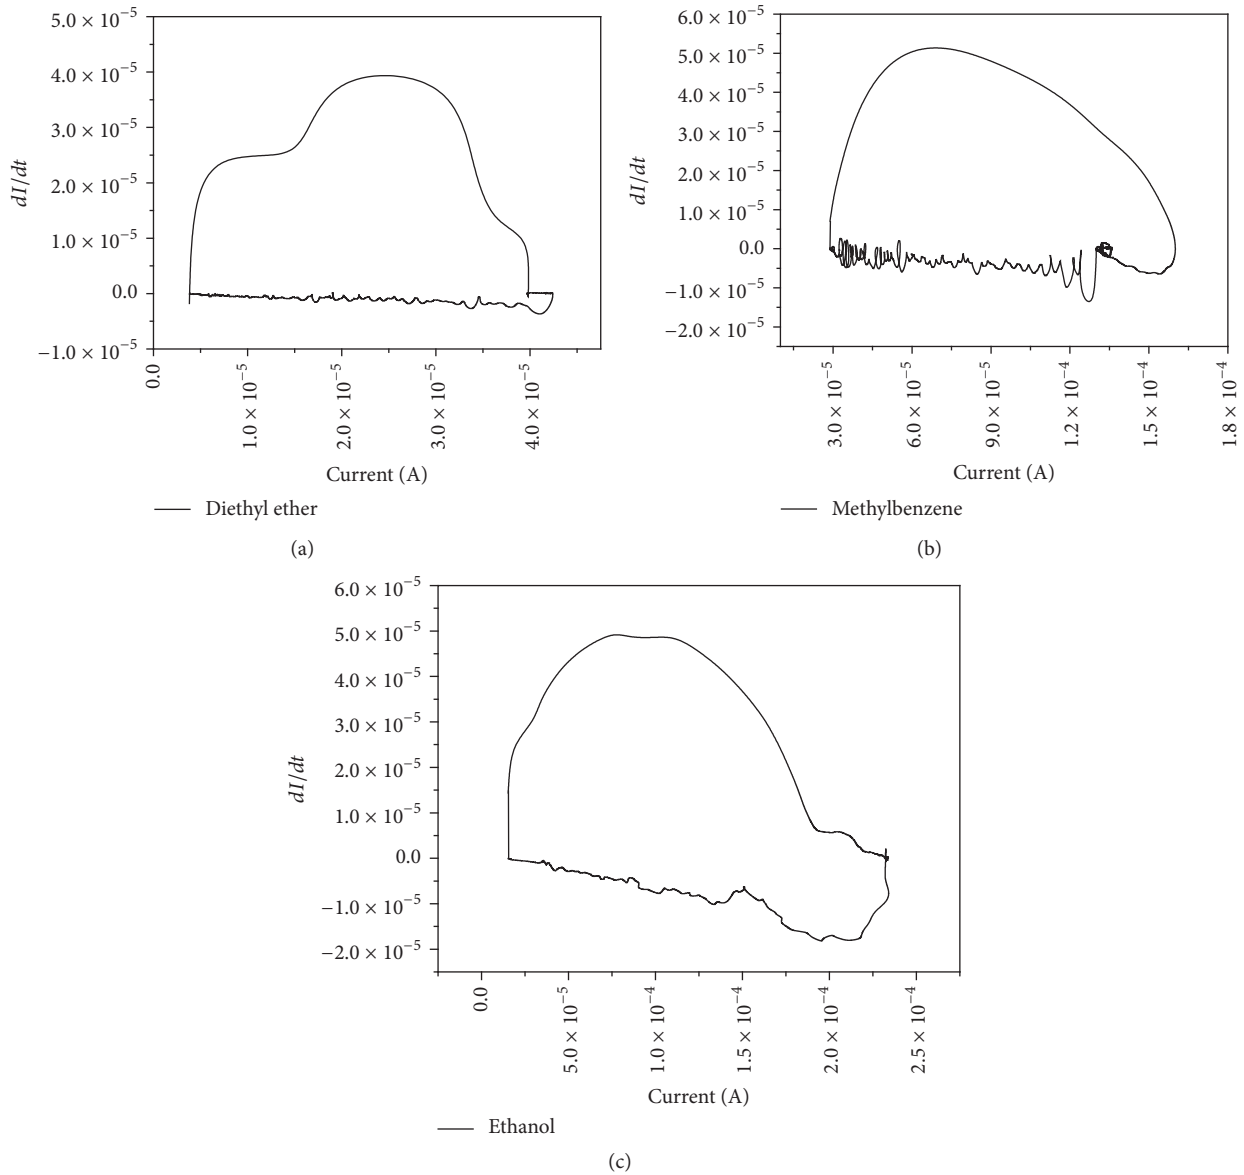 5.0 × 10⁻⁵
4.0 × 10⁻⁵
3.0 × 10⁻⁵
2.0 × 10⁻⁵
1.0 × 10⁻⁵
0.0
−1.0 × 10⁻⁵
dI/dt
0.0
1.0 × 10⁻⁵
2.0 × 10⁻⁵
3.0 × 10⁻⁵
4.0 × 10⁻⁵
Current (A)
Diethyl ether
(a)
6.0 × 10⁻⁵
5.0 × 10⁻⁵
4.0 × 10⁻⁵
3.0 × 10⁻⁵
2.0 × 10⁻⁵
1.0 × 10⁻⁵
0.0
−1.0 × 10⁻⁵
−2.0 × 10⁻⁵
dI/dt
3.0 × 10⁻⁵
6.0 × 10⁻⁵
9.0 × 10⁻⁵
1.2 × 10⁻⁴
1.5 × 10⁻⁴
1.8 × 10⁻⁴
Current (A)
Methylbenzene
(b)
6.0 × 10⁻⁵
5.0 × 10⁻⁵
4.0 × 10⁻⁵
3.0 × 10⁻⁵
2.0 × 10⁻⁵
1.0 × 10⁻⁵
0.0
−1.0 × 10⁻⁵
−2.0 × 10⁻⁵
dI/dt
0.0
5.0 × 10⁻⁵
1.0 × 10⁻⁴
1.5 × 10⁻⁴
2.0 × 10⁻⁴
2.5 × 10⁻⁴
Current (A)
Ethanol
(c)